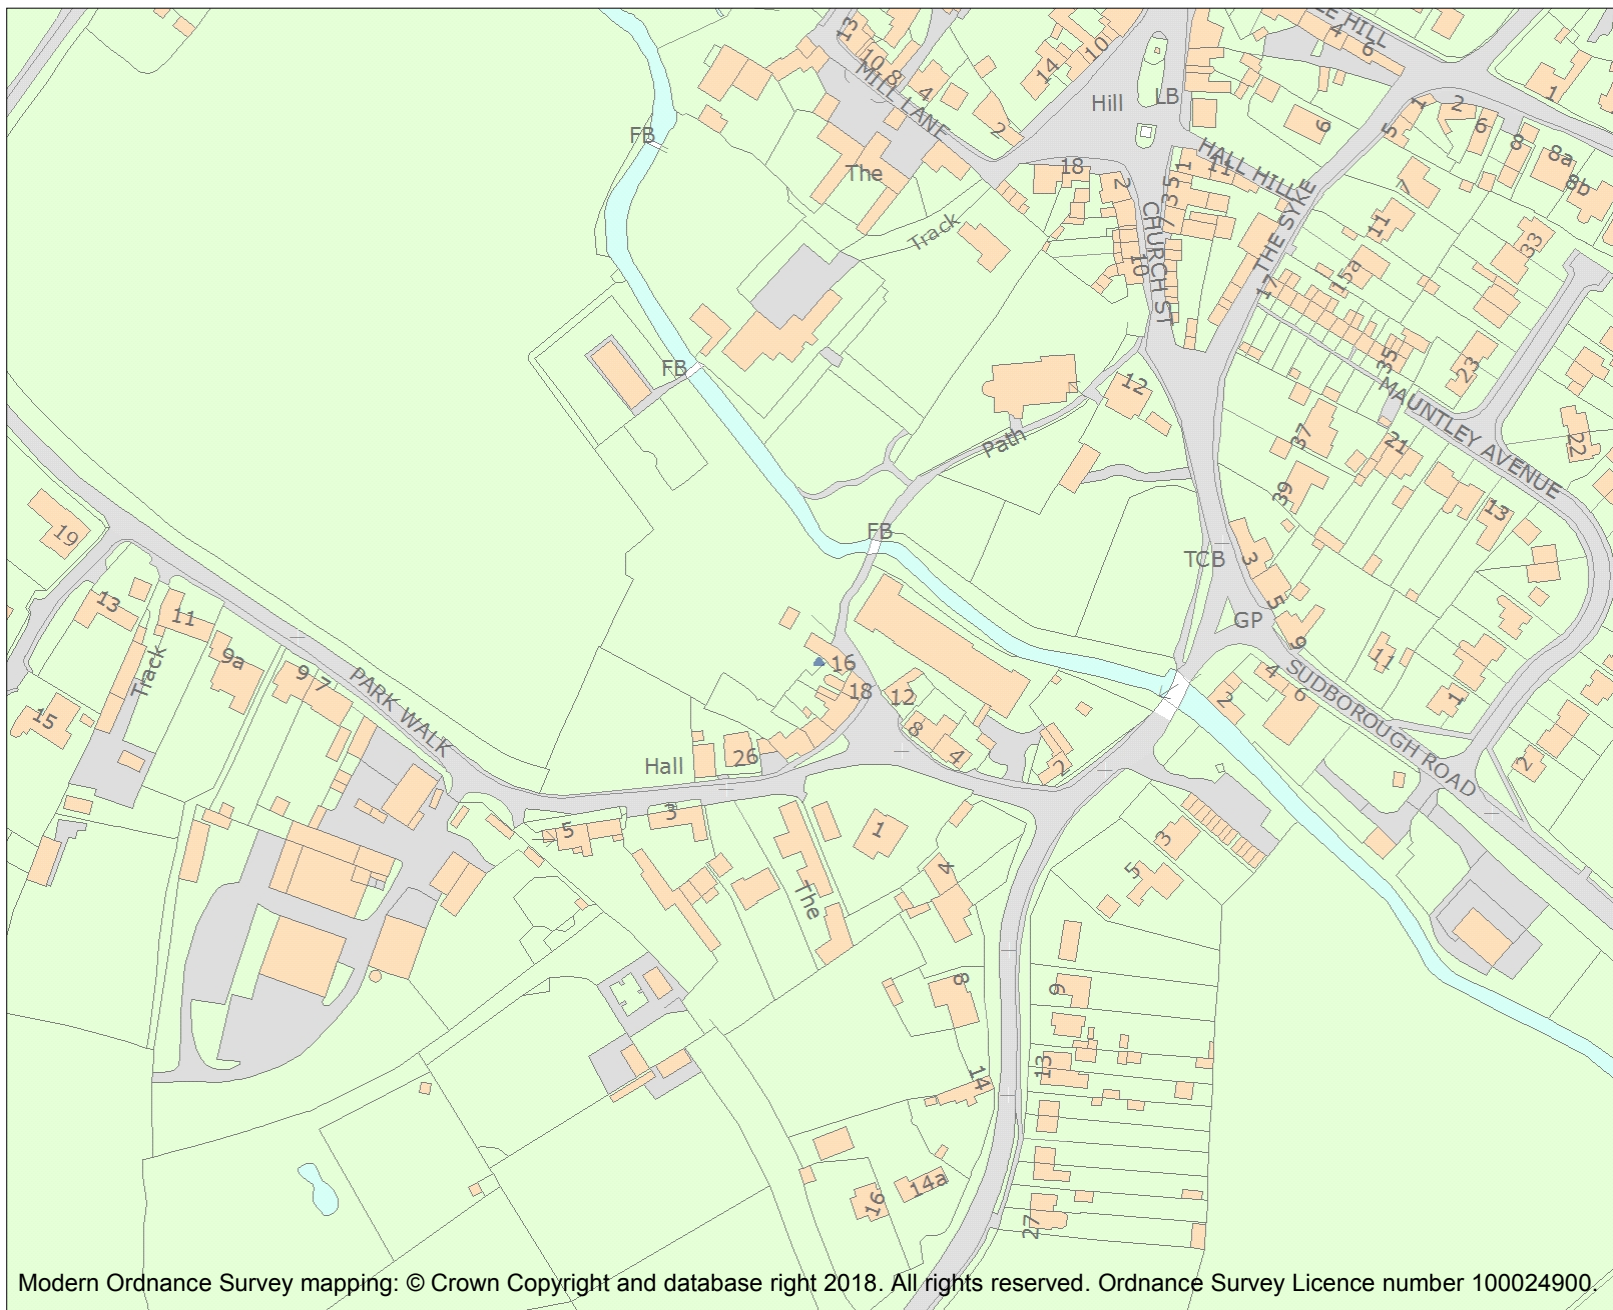 13
10
8
4
MILL LANE
14
10
2
Hill
LB
LE HILL
4
6
1
FB
The
Track
18
2
CHURCH ST
10
1
3 5
7
11
HALL HILL
THE SYKE
6
5
1
2
6
8
8a
8b
7
11
15a
17
33
35
23
MAUNTLEY AVENUE
22
FB
12
Path
37
39
21
13
FB
TCB
GP
3
5
9
11
1
2
4
6
SUDBOROUGH ROAD
2
19
13
11
9a
9 7
Track
15
PARK WALK
16
18
12
8
4
2
Hall
26
5
3
1
The
4
3
5
8
9
13
14
14a
16
27
Modern Ordnance Survey mapping: © Crown Copyright and database right 2018. All rights reserved. Ordnance Survey Licence number 100024900.